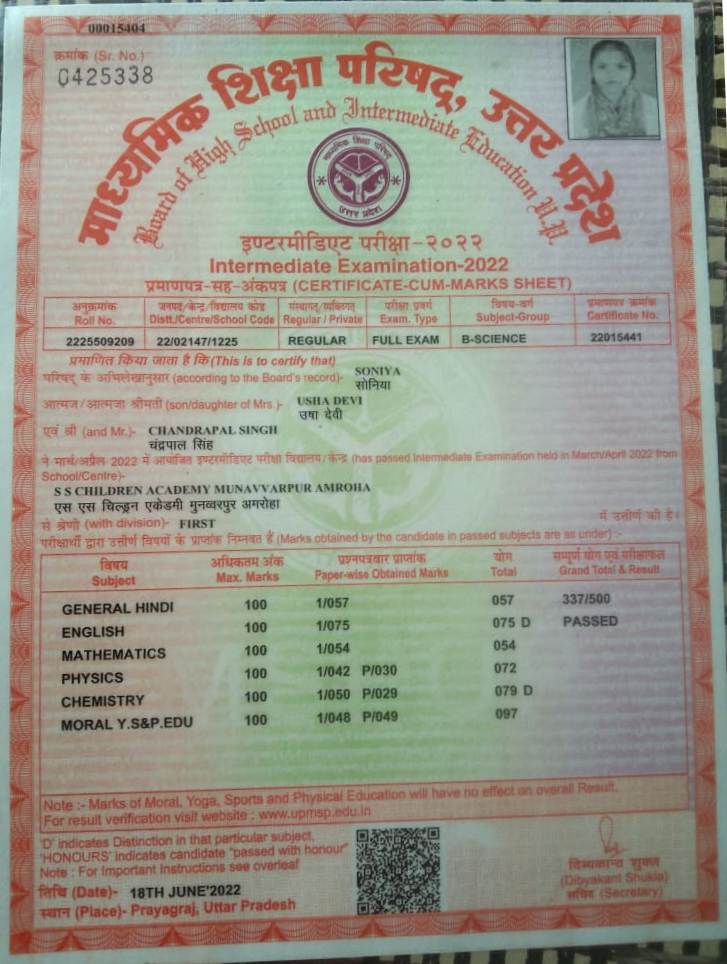 00015404
क्रमांक (Sr. No.)
0425338
माध्यमिक शिक्षा परिषद्, उत्तर प्रदेश
Board of High School and Intermediate Education U.P.
माध्यमिक शिक्षा परिषद्
उत्तर प्रदेश
इण्टरमीडिएट परीक्षा-२०२२
Intermediate Examination-2022
प्रमाणपत्र-सह-अंकपत्र (CERTIFICATE-CUM-MARKS SHEET)
अनुक्रमांक जनपद/केन्द्र/विद्यालय कोड संस्थागत/व्यक्तिगत परीक्षा प्रवर्ग विषय-वर्ग प्रमाणपत्र क्रमांक
Roll No. Distt./Centre/School Code Regular / Private Exam. Type Subject-Group Certificate No.
2225509209 22/02147/1225 REGULAR FULL EXAM B-SCIENCE 22015441
प्रमाणित किया जाता है कि (This is to certify that)
परिषद् के अभिलेखानुसार (according to the Board's record)- SONIYA
सोनिया
आत्मज/आत्मजा श्रीमती (son/daughter of Mrs.)- USHA DEVI
उषा देवी
एवं श्री (and Mr.)- CHANDRAPAL SINGH
चंद्रपाल सिंह
ने मार्च/अप्रैल 2022 में आयोजित इण्टरमीडिएट परीक्षा विद्यालय/केन्द्र (has passed Intermediate Examination held in March/April 2022 from
School/Centre)-
S S CHILDREN ACADEMY MUNAVVARPUR AMROHA
एस एस चिल्ड्रन एकेडमी मुनव्वरपुर अमरोहा
से श्रेणी (with division)- FIRST में उत्तीर्ण की है।
परीक्षार्थी द्वारा उत्तीर्ण विषयों के प्राप्तांक निम्नवत हैं (Marks obtained by the candidate in passed subjects are as under) :-
विषय अधिकतम अंक प्रश्नपत्रवार प्राप्तांक योग सम्पूर्ण योग एवं परीक्षाफल
Subject Max. Marks Paper-wise Obtained Marks Total Grand Total & Result
GENERAL HINDI 100 1/057 057 337/500
ENGLISH 100 1/075 075 D PASSED
MATHEMATICS 100 1/054 054
PHYSICS 100 1/042 P/030 072
CHEMISTRY 100 1/050 P/029 079 D
MORAL Y.S&P.EDU 100 1/048 P/049 097
Note :- Marks of Moral, Yoga, Sports and Physical Education will have no effect on overall Result.
For result verification visit website ; www.upmsp.edu.in
'D' indicates Distinction in that particular subject,
'HONOURS' indicates candidate "passed with honour"
Note : For Important Instructions see overleaf
तिथि (Date)- 18TH JUNE'2022
स्थान (Place)- Prayagraj, Uttar Pradesh
दिव्यकान्त शुक्ल
(Dibyakant Shukla)
सचिव (Secretary)